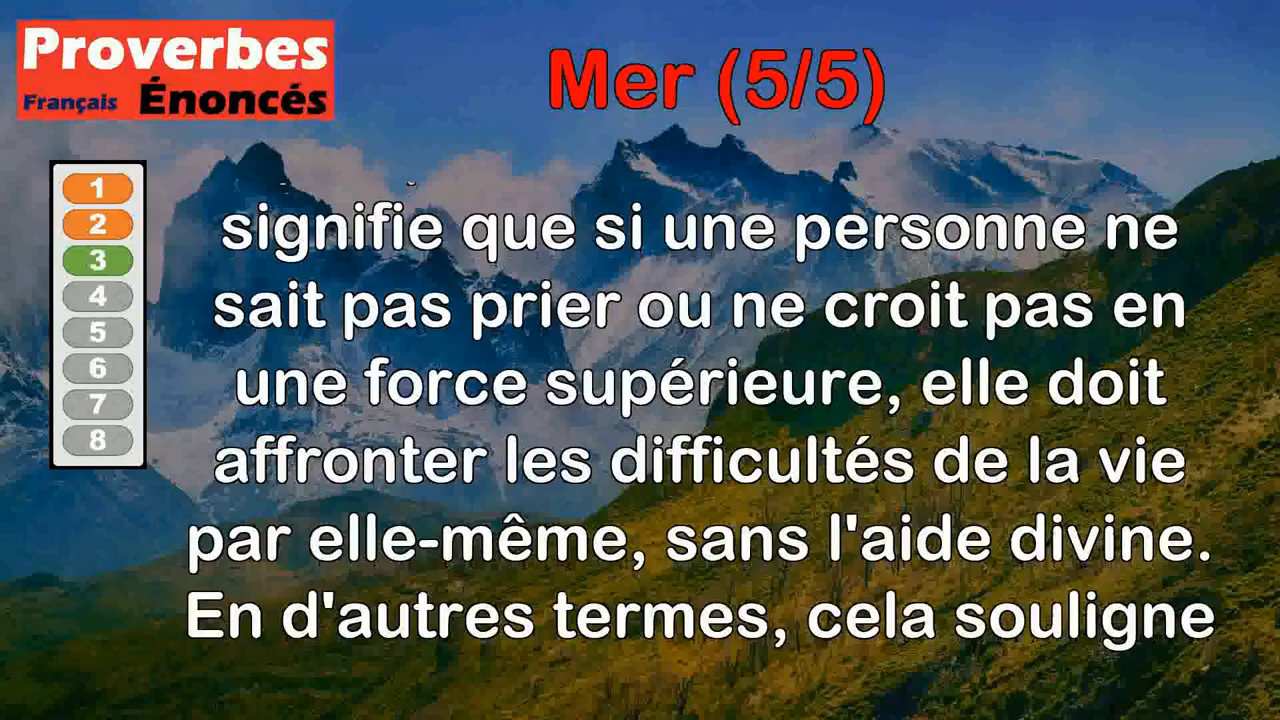 Proverbes
Français Énoncés
Mer (5/5)
1
2
3
4
5
6
7
8
signifie que si une personne ne
sait pas prier ou ne croit pas en
une force supérieure, elle doit
affronter les difficultés de la vie
par elle-même, sans l'aide divine.
En d'autres termes, cela souligne